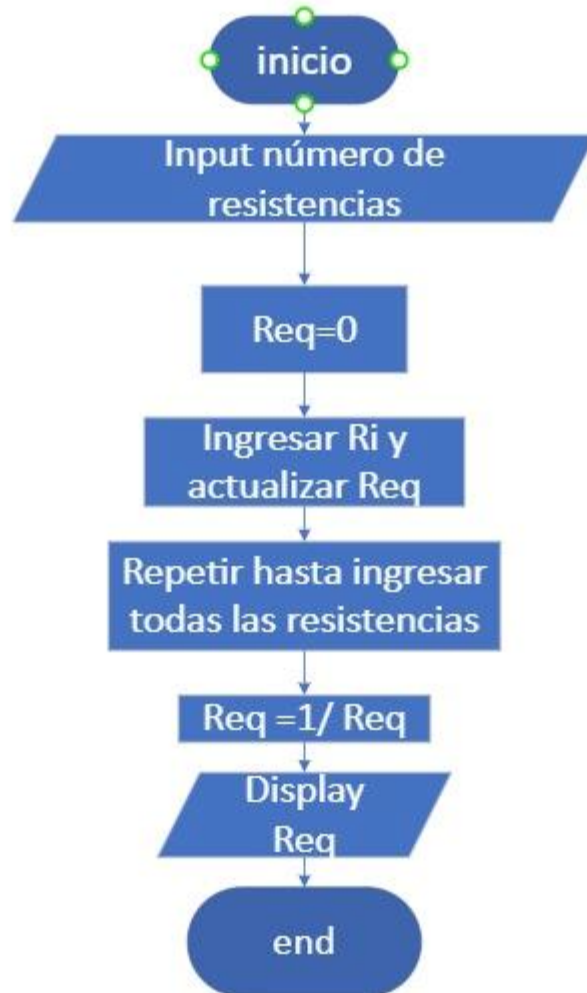 inicio
Input número de
resistencias
Req=0
Ingresar Ri y
actualizar Req
Repetir hasta ingresar
todas las resistencias
Req =1/ Req
Display
Req
end